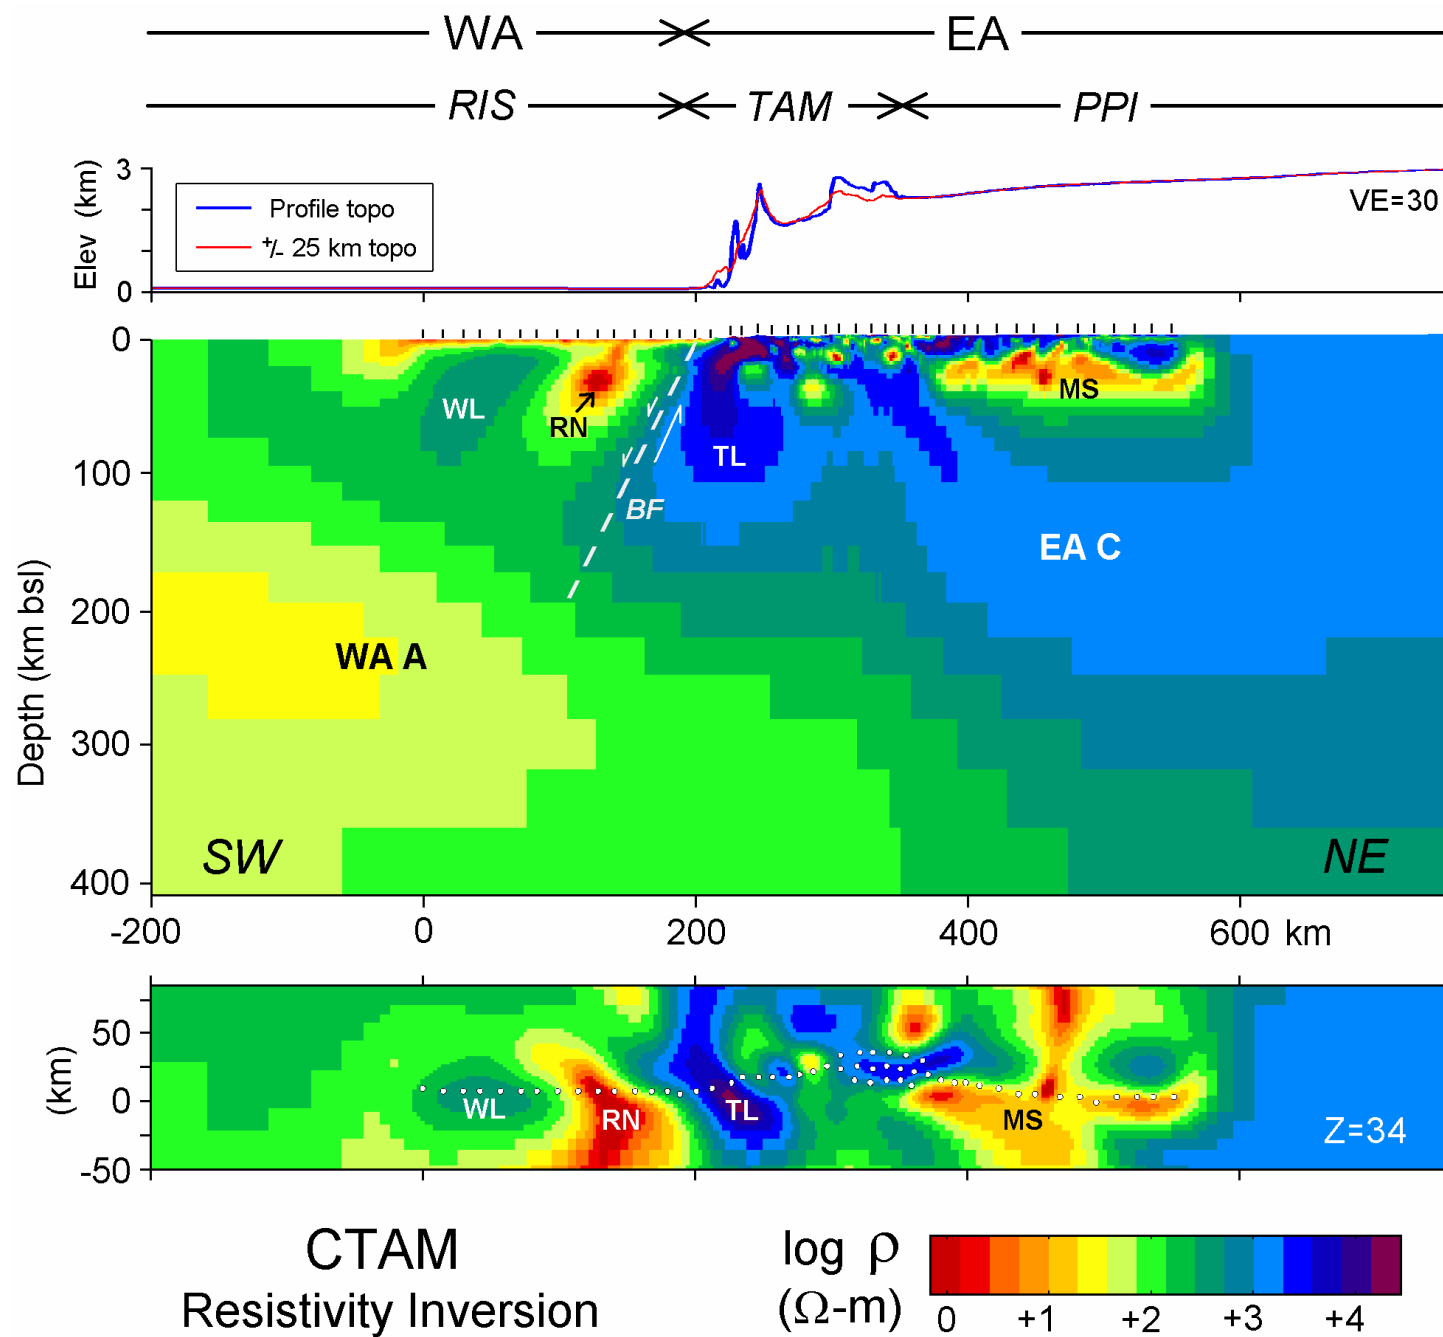 WA EA
RIS TAM PPI
Elev (km)
3
0
Profile topo
+/- 25 km topo
VE=30
Depth (km bsl)
0
100
200
300
400
WL
RN
TL
MS
BF
EA C
WA A
SW
NE
-200 0 200 400 600 km
(km)
50
0
-50
WL
RN
TL
MS
Z=34
CTAM
Resistivity Inversion
log ρ
(Ω-m)
0 +1 +2 +3 +4